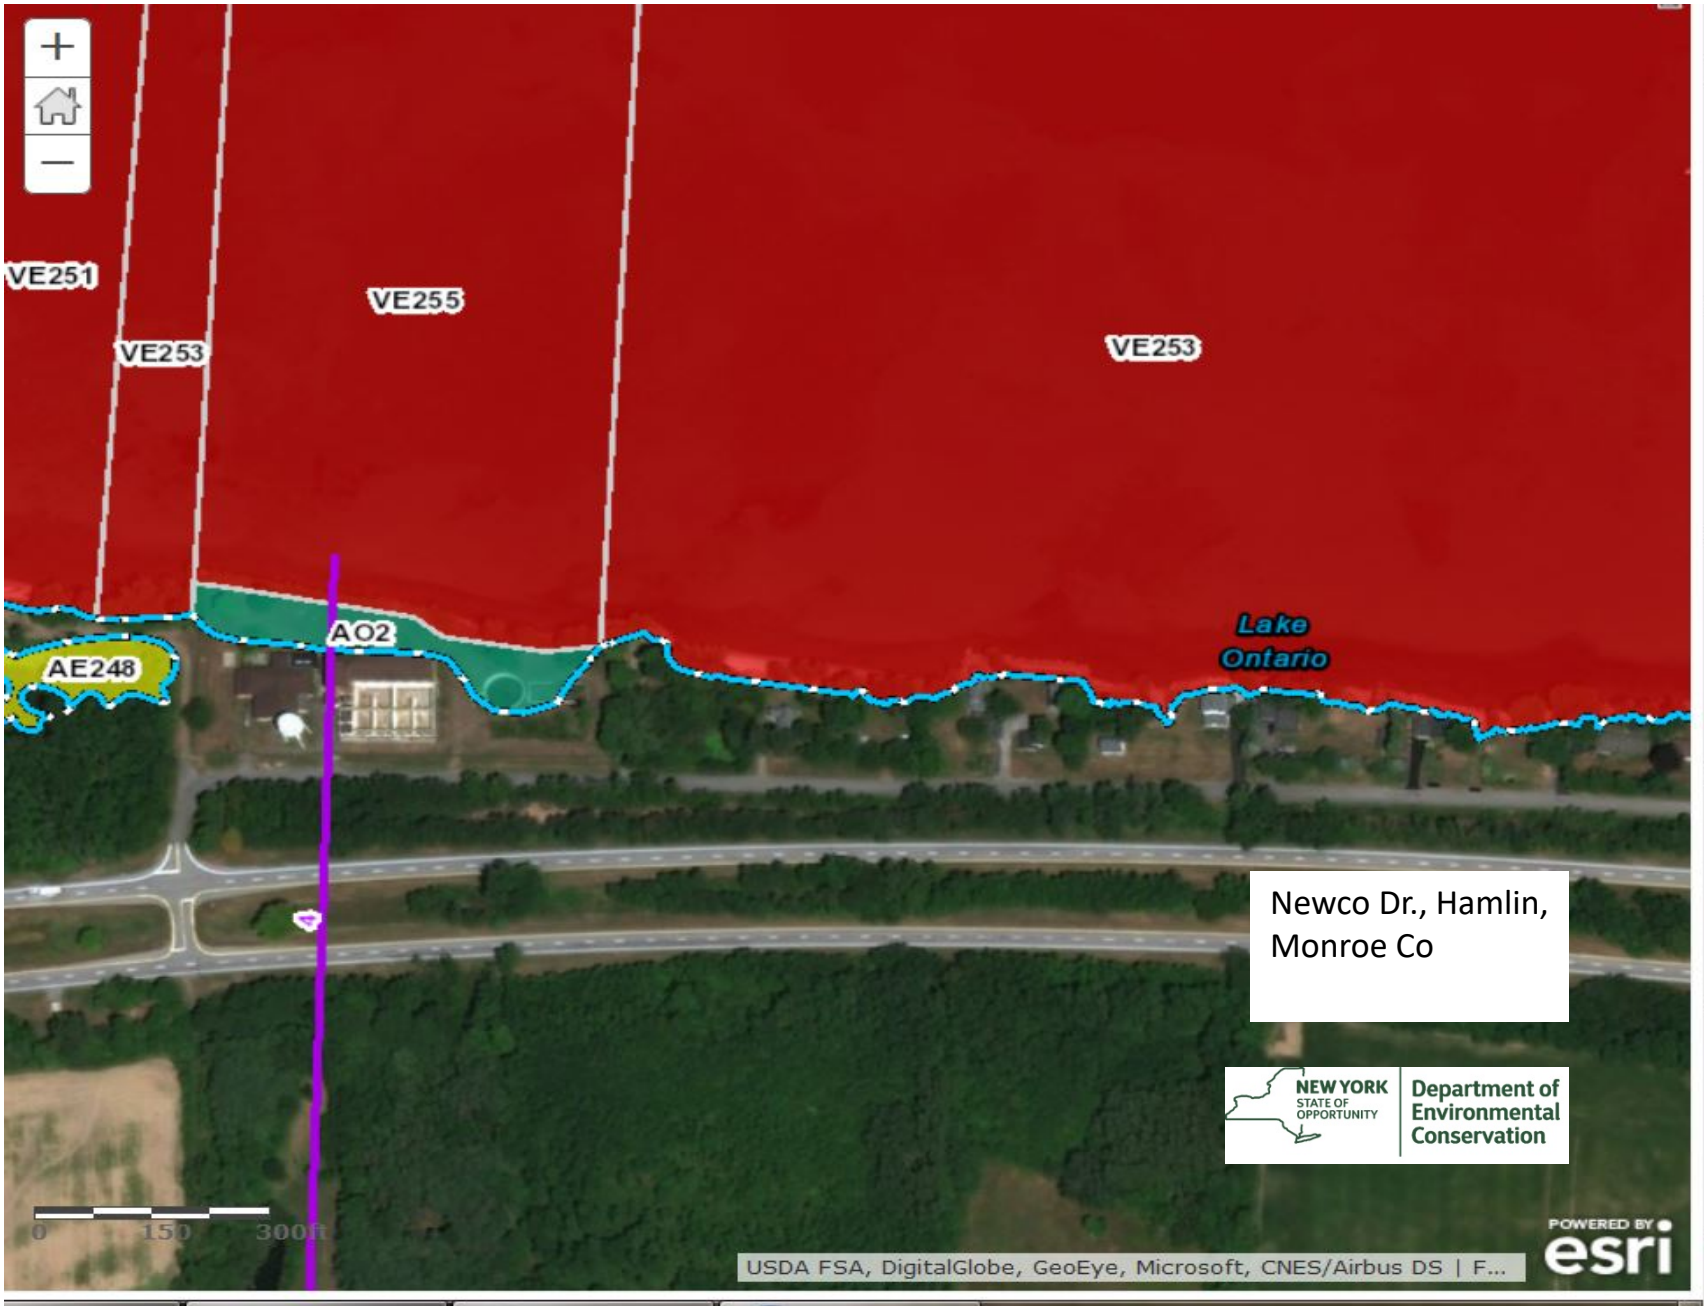 +
−
VE251
VE255
VE253
VE253
Lake
Ontario
AO2
AE248
4
Newco Dr., Hamlin,
Monroe Co
NEW YORK
STATE OF
OPPORTUNITY
Department of
Environmental
Conservation
0 150 300ft
POWERED BY
esri
USDA FSA, DigitalGlobe, GeoEye, Microsoft, CNES/Airbus DS | F...